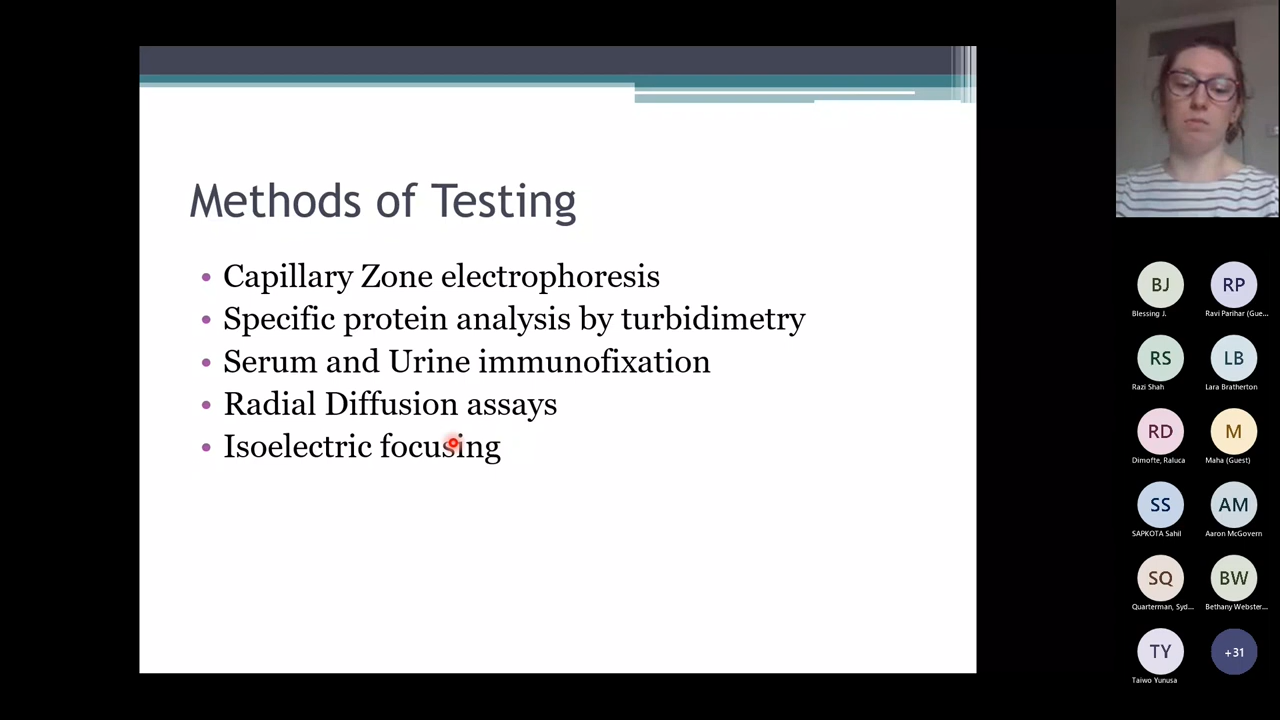 Methods of Testing
• Capillary Zone electrophoresis
• Specific protein analysis by turbidimetry
• Serum and Urine immunofixation
• Radial Diffusion assays
• Isoelectric focusing
BJ
RP
Blessing J.
Ravi Parihar (Gue...
RS
LB
Razi Shah
Lara Bratherton
RD
M
Dimofte, Raluca
Maha (Guest)
SS
AM
SAPKOTA Sahil
Aaron McGovern
SQ
BW
Quarterman, Syd...
Bethany Webster...
TY
+31
Taiwo Yunusa